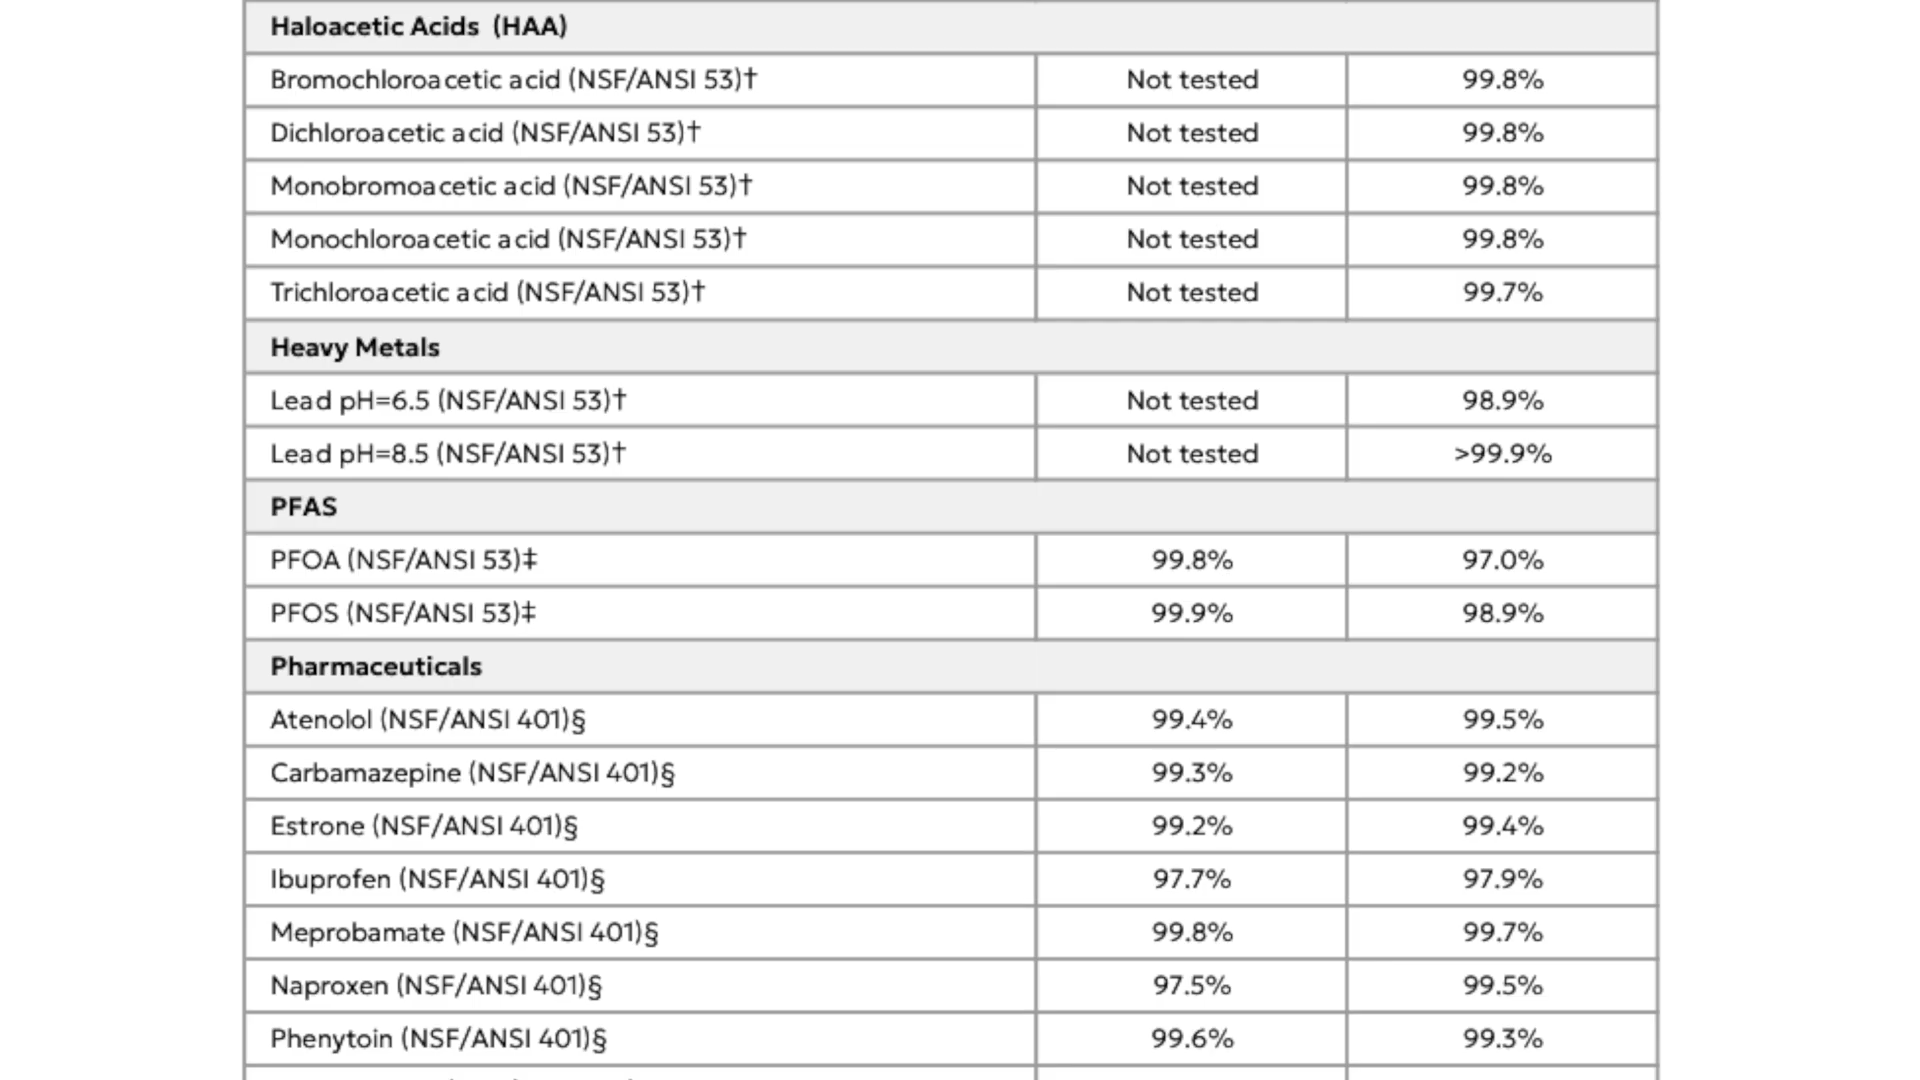 Haloacetic Acids (HAA)
Bromochloroacetic acid (NSF/ANSI 53)† Not tested 99.8%
Dichloroacetic acid (NSF/ANSI 53)† Not tested 99.8%
Monobromoacetic acid (NSF/ANSI 53)† Not tested 99.8%
Monochloroacetic acid (NSF/ANSI 53)† Not tested 99.8%
Trichloroacetic acid (NSF/ANSI 53)† Not tested 99.7%
Heavy Metals
Lead pH=6.5 (NSF/ANSI 53)† Not tested 98.9%
Lead pH=8.5 (NSF/ANSI 53)† Not tested >99.9%
PFAS
PFOA (NSF/ANSI 53)‡ 99.8% 97.0%
PFOS (NSF/ANSI 53)‡ 99.9% 98.9%
Pharmaceuticals
Atenolol (NSF/ANSI 401)§ 99.4% 99.5%
Carbamazepine (NSF/ANSI 401)§ 99.3% 99.2%
Estrone (NSF/ANSI 401)§ 99.2% 99.4%
Ibuprofen (NSF/ANSI 401)§ 97.7% 97.9%
Meprobamate (NSF/ANSI 401)§ 99.8% 99.7%
Naproxen (NSF/ANSI 401)§ 97.5% 99.5%
Phenytoin (NSF/ANSI 401)§ 99.6% 99.3%